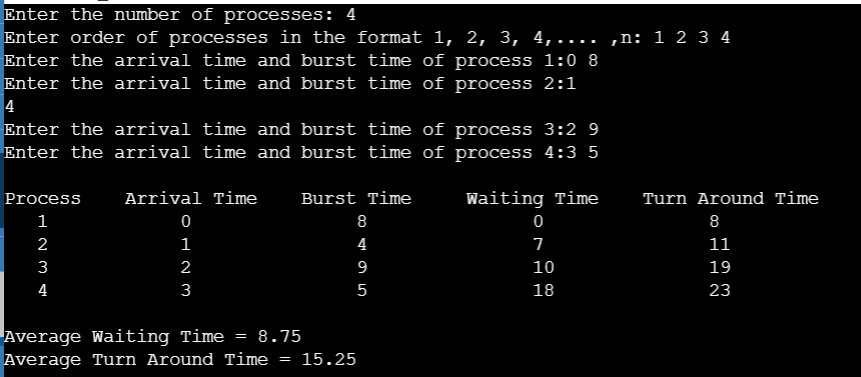 Enter the number of processes: 4
Enter order of processes in the format 1, 2, 3, 4,.... ,n: 1 2 3 4
Enter the arrival time and burst time of process 1:0 8
Enter the arrival time and burst time of process 2:1
4
Enter the arrival time and burst time of process 3:2 9
Enter the arrival time and burst time of process 4:3 5
Process Arrival Time Burst Time Waiting Time Turn Around Time
1 0 8 0 8
2 1 4 7 11
3 2 9 10 19
4 3 5 18 23
Average Waiting Time = 8.75
Average Turn Around Time = 15.25